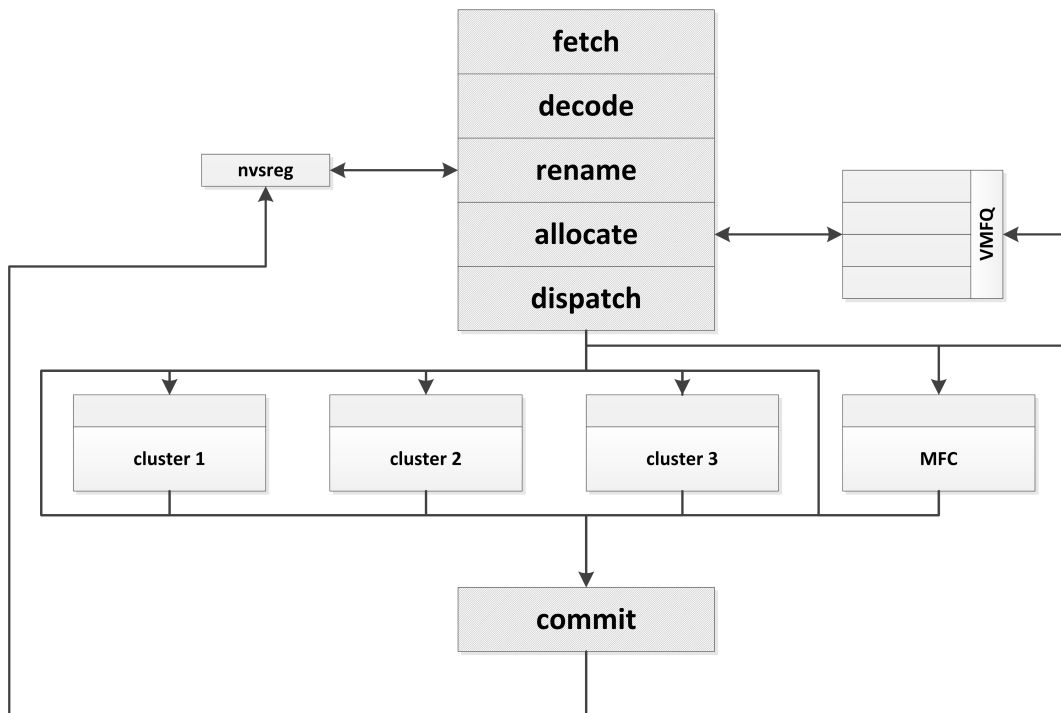 fetch
decode
rename
nvsreg
allocate
VMFQ
dispatch
cluster 1
cluster 2
cluster 3
MFC
commit